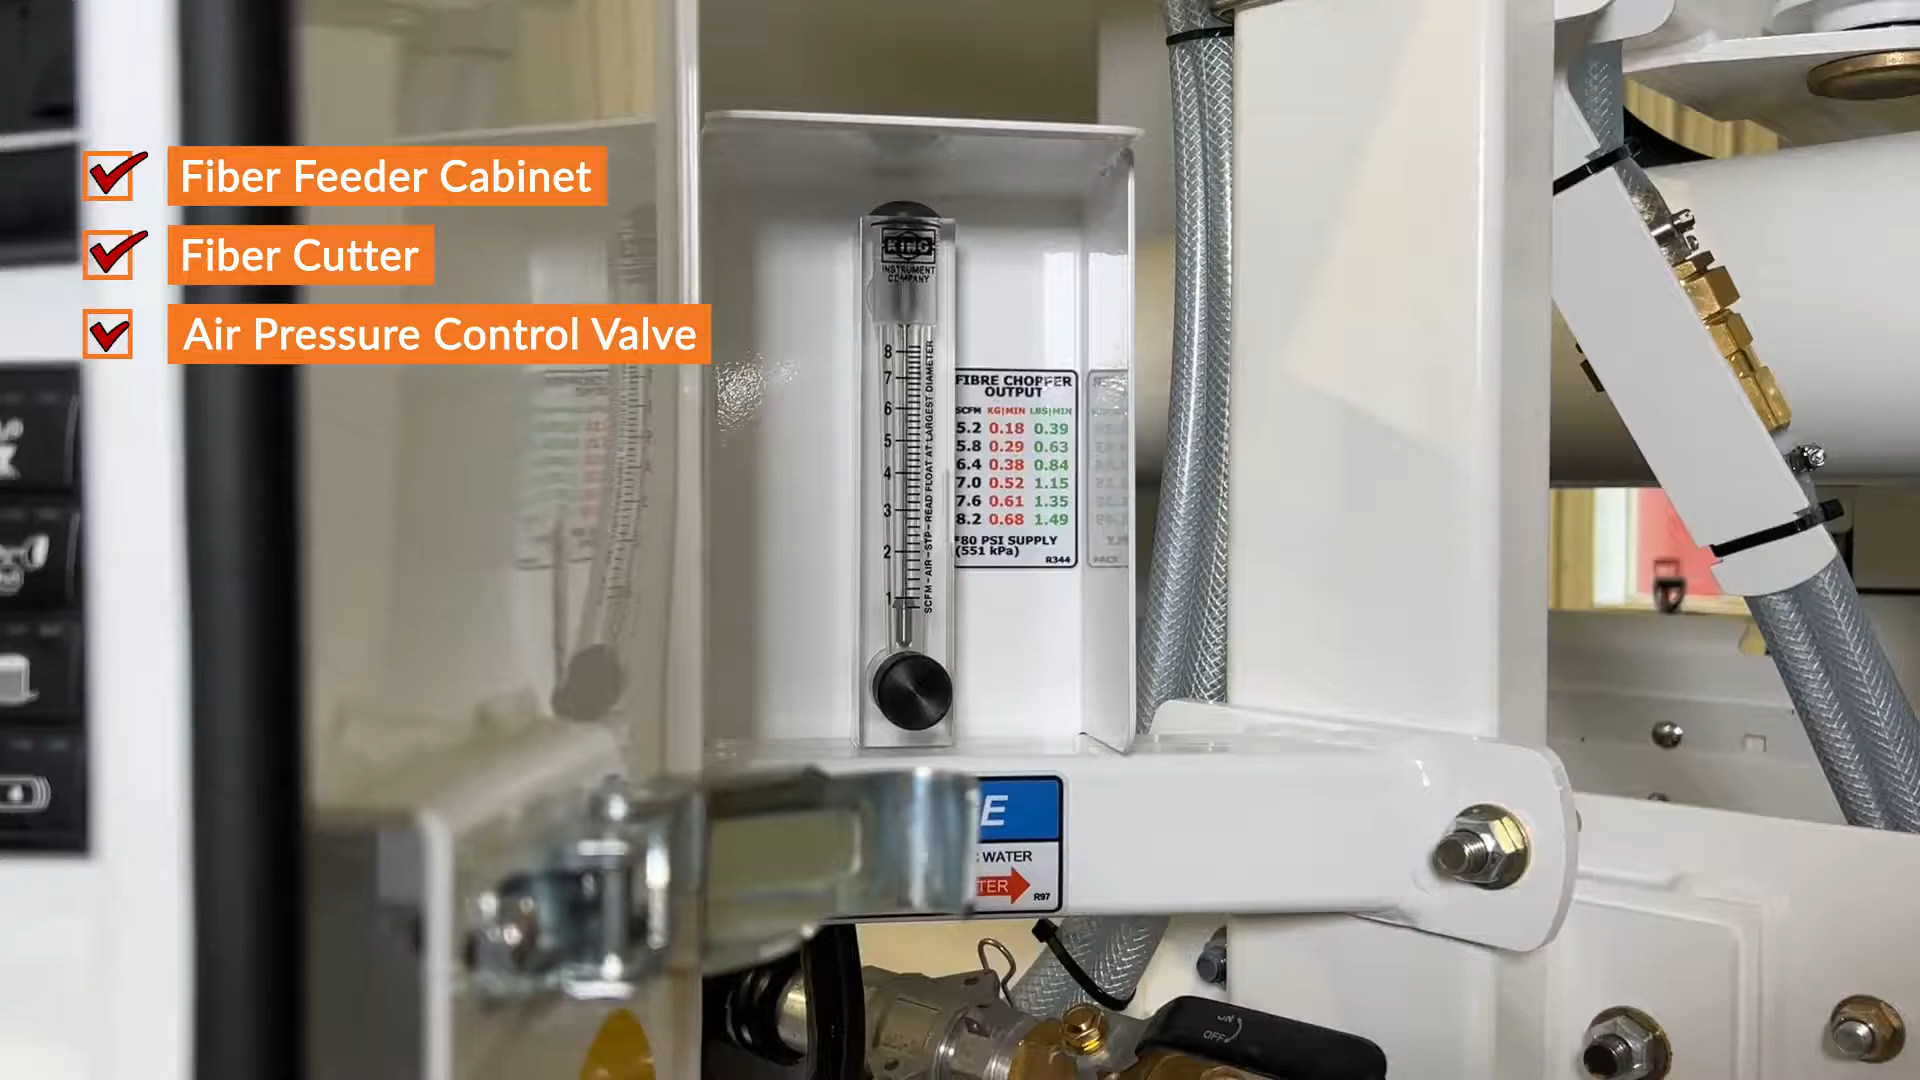 Fiber Feeder Cabinet
Fiber Cutter
Air Pressure Control Valve
KING
INSTRUMENT
COMPANY
8
7
6
5
4
3
2
1
SCFM-AIR-STP-READ FLOAT AT LARGEST DIAMETER
FIBRE CHOPPER
OUTPUT
SCFM KG|MIN LBS|MIN
5.2 0.18 0.39
5.8 0.29 0.63
6.4 0.38 0.84
7.0 0.52 1.15
7.6 0.61 1.35
8.2 0.68 1.49
*80 PSI SUPPLY
(551 kPa)
R344
E
WATER
TER
R97
ON
OFF